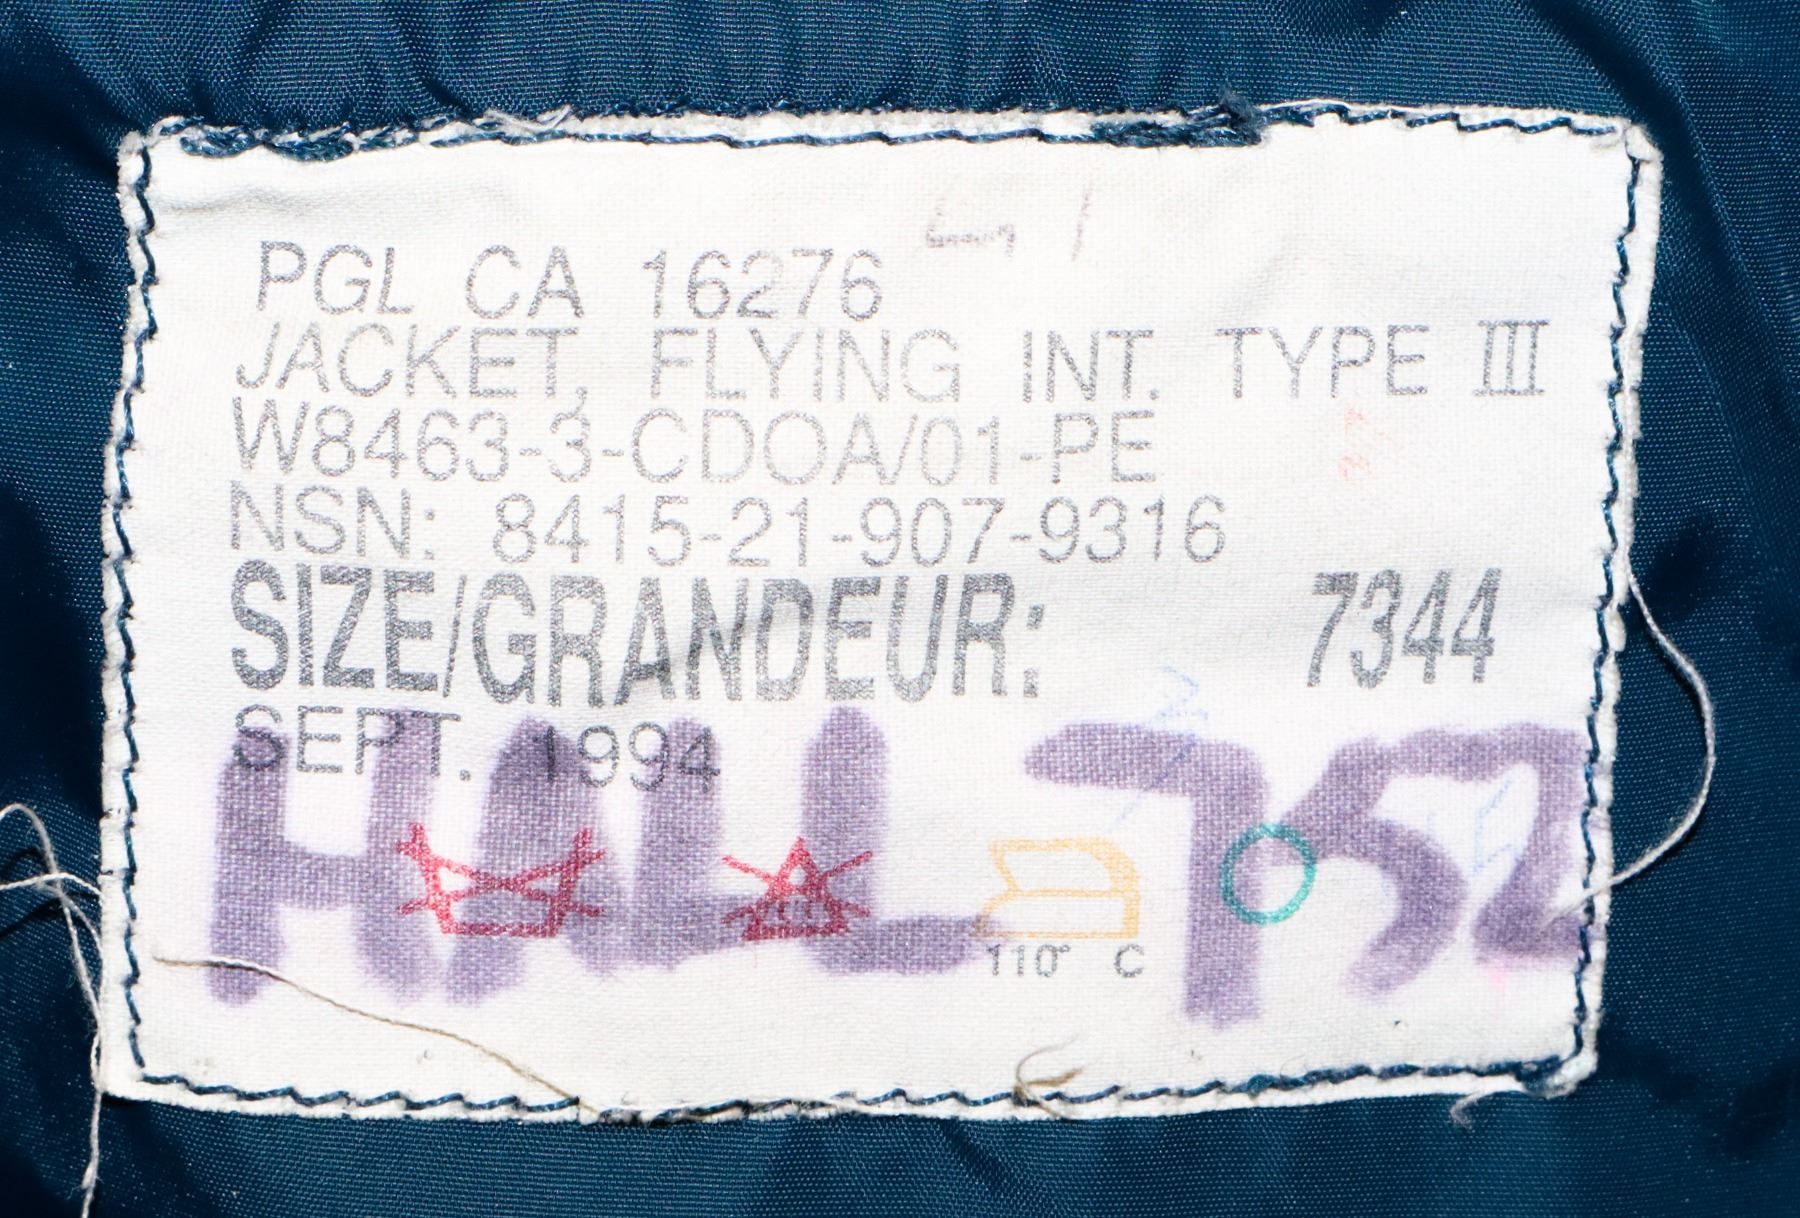 PGL CA 16276
JACKET, FLYING INT. TYPE III
W8463-3-CDOA/01-PE
NSN: 8415-21-907-9316
SIZE/GRANDEUR: 7344
SEPT. 1994
HALL 752
110° C